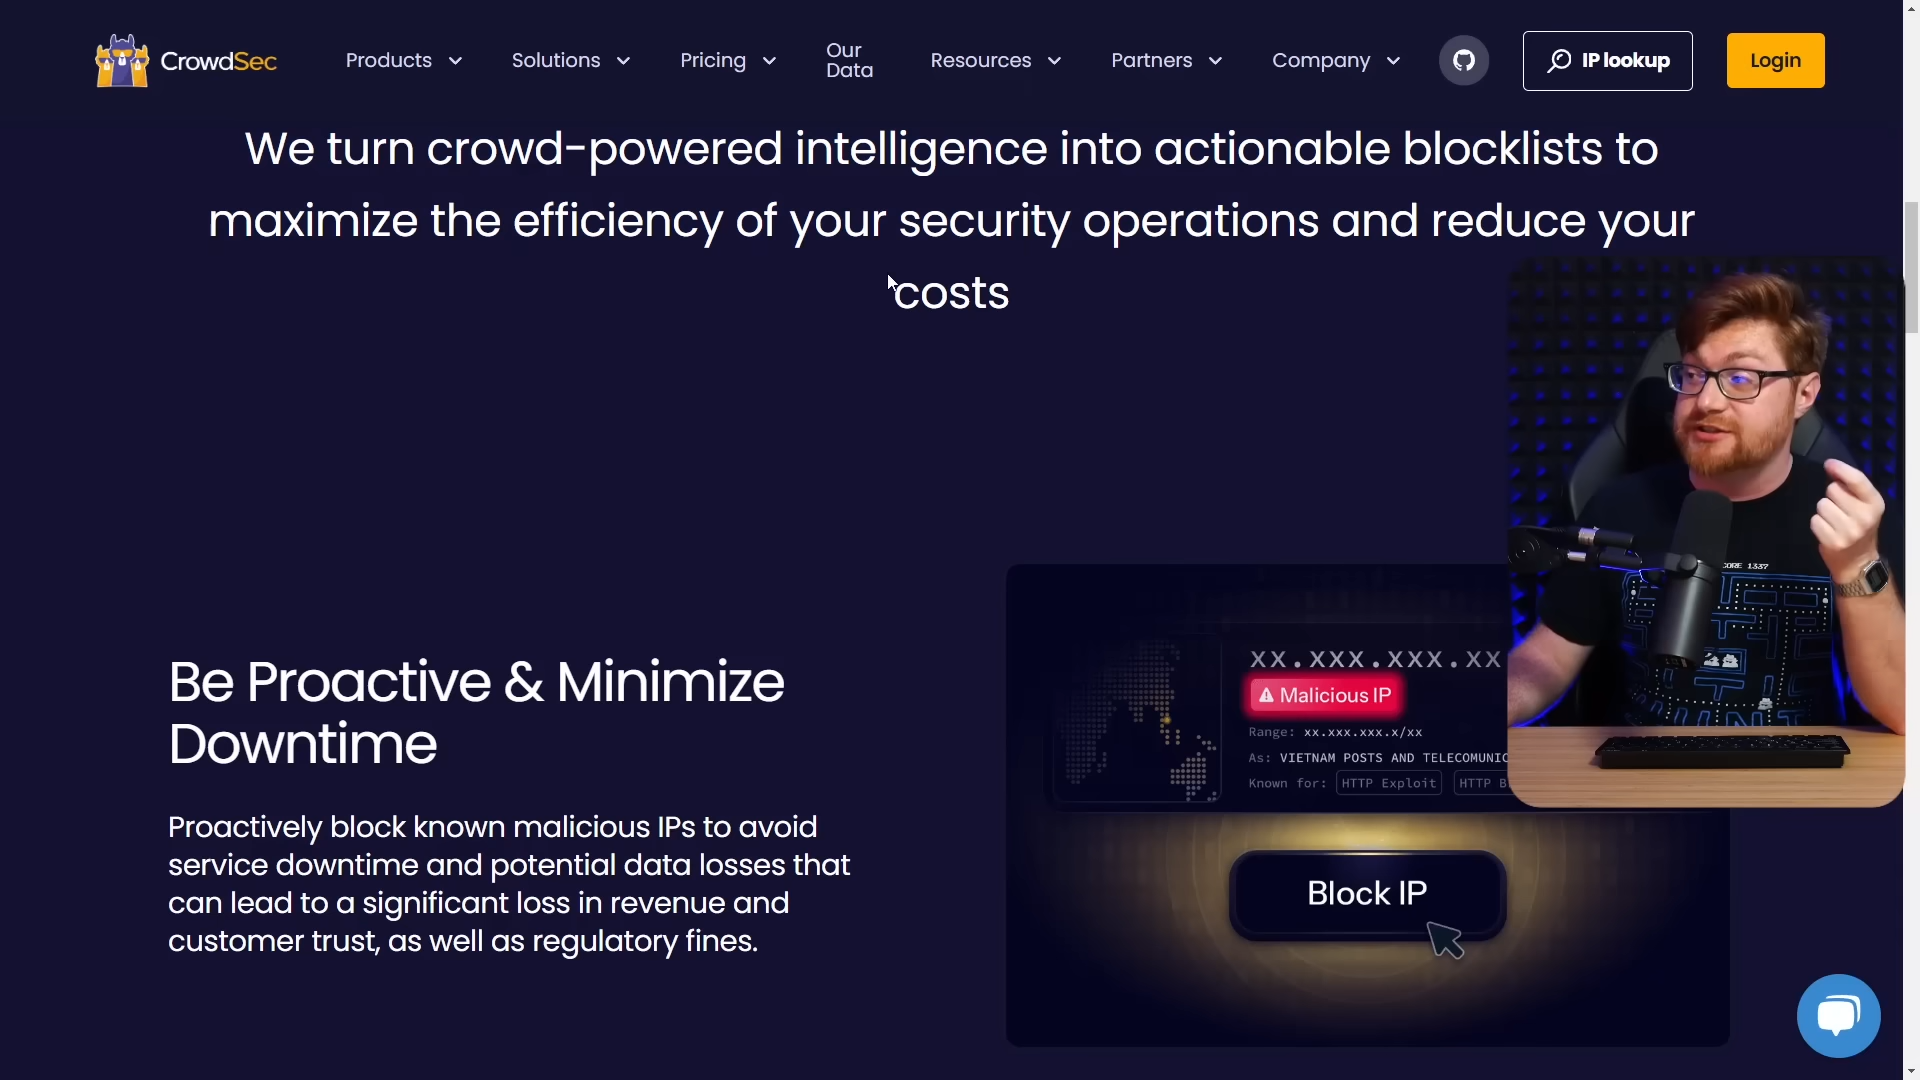 CrowdSec
Products
Solutions
Pricing
Our
Data
Resources
Partners
Company
IP lookup
Login
We turn crowd-powered intelligence into actionable blocklists to
maximize the efficiency of your security operations and reduce your
costs
Be Proactive & Minimize
Downtime
Proactively block known malicious IPs to avoid
service downtime and potential data losses that
can lead to a significant loss in revenue and
customer trust, as well as regulatory fines.
XX.XXX.XXX.XX
Malicious IP
Range: xx.xxx.xxx.x/xx
As: VIETNAM POSTS AND TELECOMUNIC
Known for: HTTP Exploit HTTP B
Block IP
1337